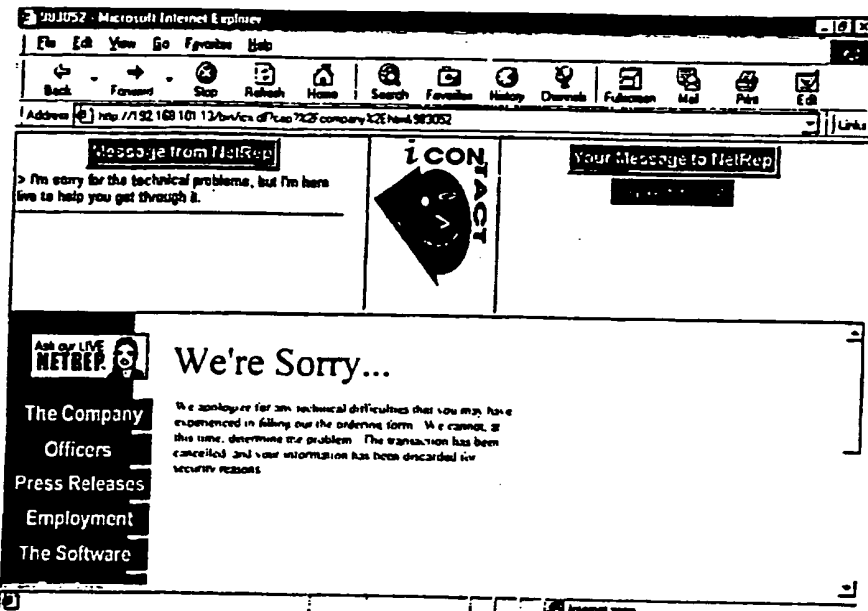 983052 - Microsoft Internet Explorer
File Edit View Go Favorites Help
Back Forward Stop Refresh Home Search Favorites History Channels Fullscreen Mail Print Edit
Address Links
Message from NetRep
> I'm sorry for the technical problems, but I'm here
live to help you get through it.
i CONTACT
Your Message to NetRep
Ask our LIVE
NETREP.
We're Sorry...
We apologize for any technical difficulties that you may have
experienced in filling out the ordering form. We cannot, at
this time, determine the problem. The transaction has been
cancelled, and your information has been discarded for
security reasons
The Company
Officers
Press Releases
Employment
The Software
Internet zone